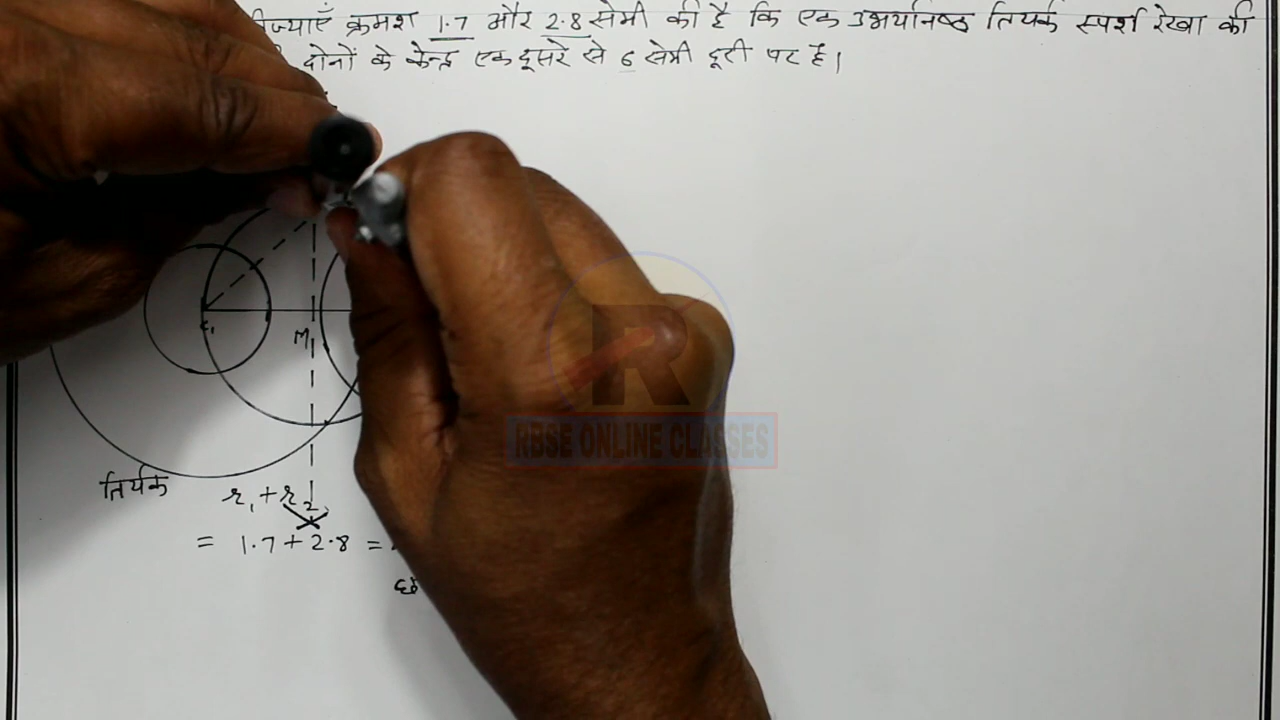 क्रमश 1.7 और 2.8 सेमी की है कि एक उभयनिष्ठ तिर्यक स्पर्श रेखा की
दोनों के केन्द्र एक दूसरे से 6 सेमी दूरी पर है।
C₁
M
तिर्यक r₁+r₂
= 1.7+2.8 =
R
RBSE ONLINE CLASSES